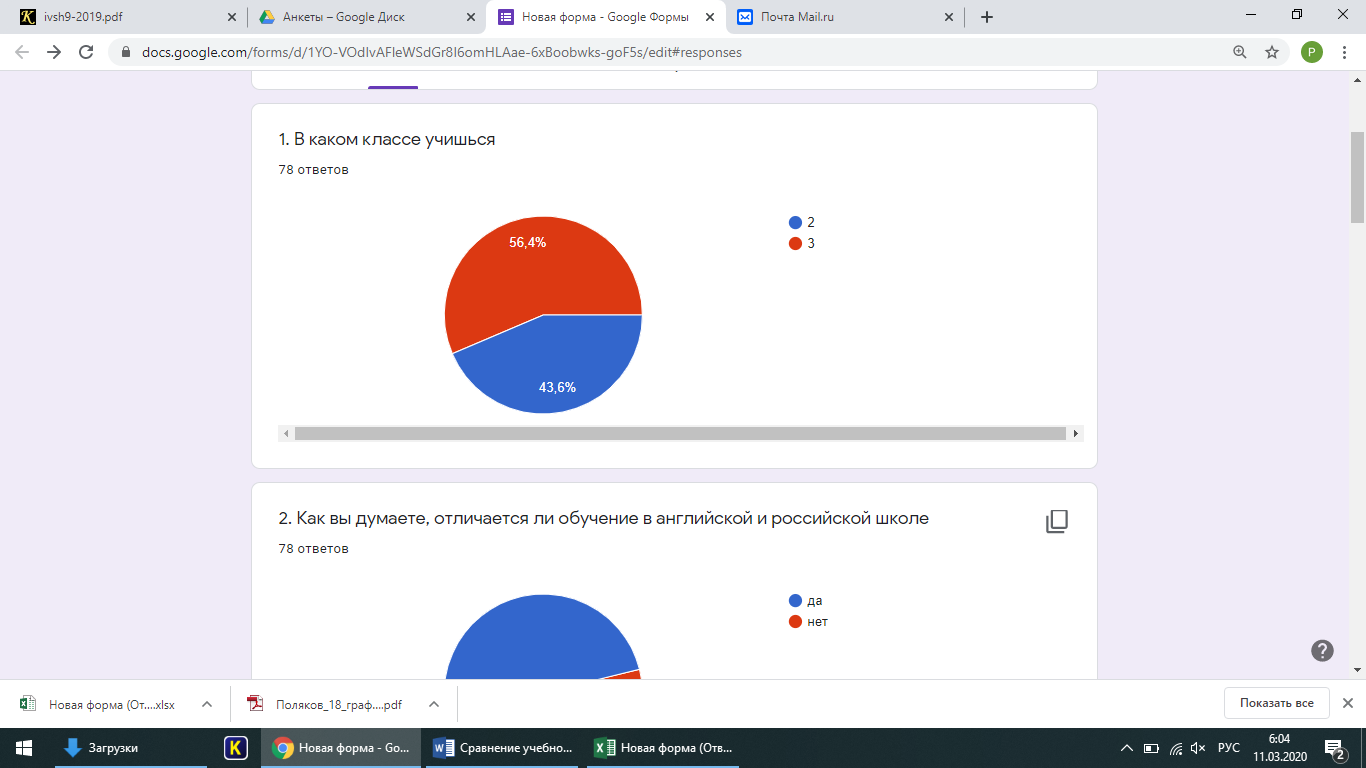 ivsh9-2019.pdf
Анкеты – Google Диск
Новая форма - Google Формы
Почта Mail.ru
docs.google.com/forms/d/1YO-VOdIvAFIeWSdGr8I6omHLAae-6xBoobwks-goF5s/edit#responses
P
1. В каком классе учишься
78 ответов
2
3
56,4%
43,6%
2. Как вы думаете, отличается ли обучение в английской и российской школе
78 ответов
да
нет
Новая форма (От....xlsx
Поляков_18_граф....pdf
Показать все
Загрузки
K
Новая форма - Go...
Сравнение учебно...
Новая форма (Отв...
РУС
6:04
11.03.2020
2